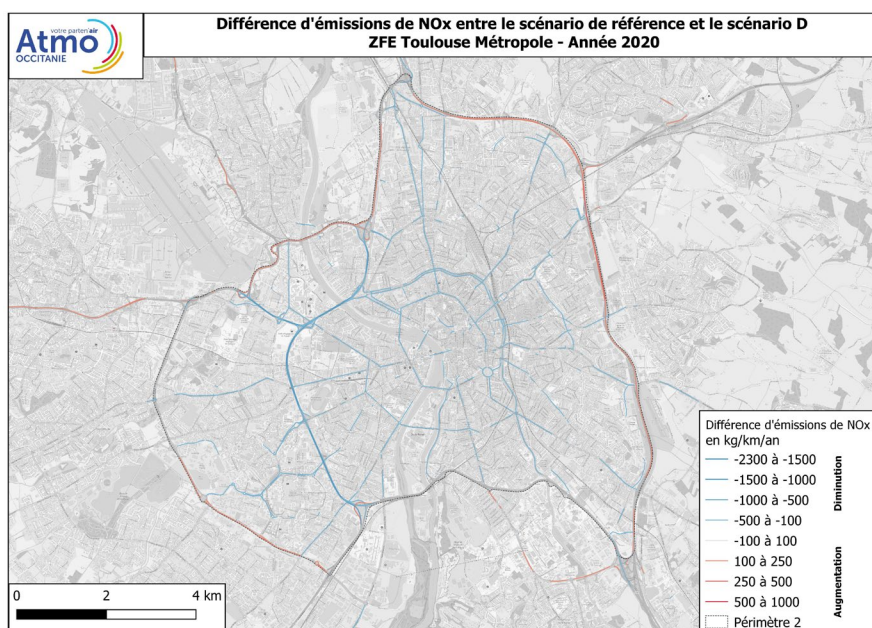 votre parten'air
Atmo
OCCITANIE
Différence d'émissions de NOx entre le scénario de référence et le scénario D
ZFE Toulouse Métropole - Année 2020
Différence d'émissions de NOx
en kg/km/an
-2300 à -1500
-1500 à -1000
-1000 à -500
-500 à -100
Diminution
-100 à 100
100 à 250
250 à 500
500 à 1000
Augmentation
Périmètre 2
0 2 4 km